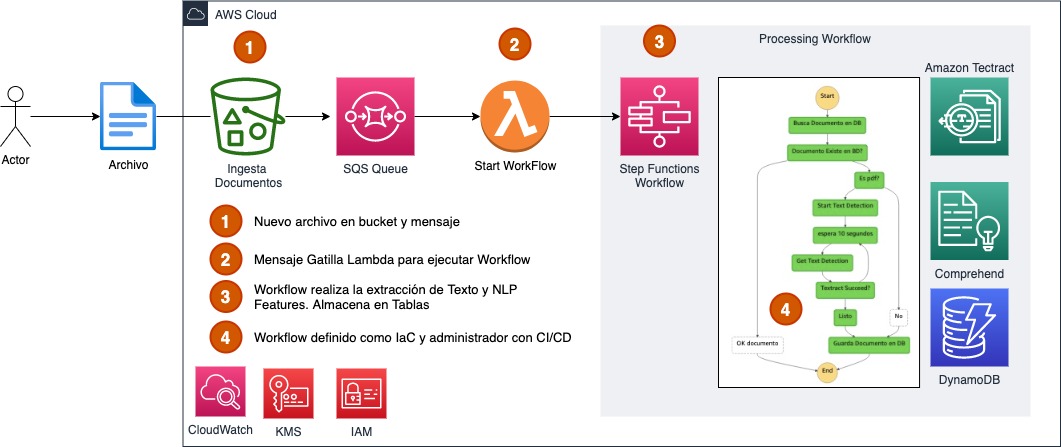 AWS Cloud
1
2
3
Processing Workflow
Amazon Tectract
Actor
Archivo
Ingesta
Documentos
SQS Queue
Start WorkFlow
Step Functions
Workflow
Start
Busca Documento en DB
Documento Existe en BD?
Es pdf?
Start Text Detection
espera 10 segundos
Get Text Detection
Textract Succeed?
Listo
No
OK documento
Guarda Documento en DB
End
4
Comprehend
DynamoDB
1 Nuevo archivo en bucket y mensaje
2 Mensaje Gatilla Lambda para ejecutar Workflow
3 Workflow realiza la extracción de Texto y NLP
Features. Almacena en Tablas
4 Workflow definido como IaC y administrador con CI/CD
CloudWatch
KMS
IAM